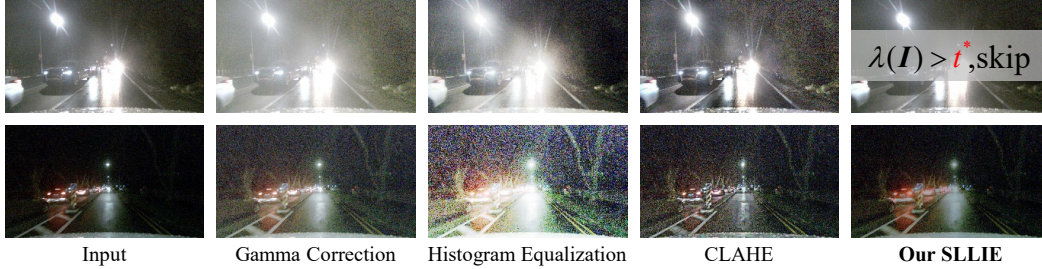 λ(I) > t*,skip
Input
Gamma Correction
Histogram Equalization
CLAHE
Our SLLIE